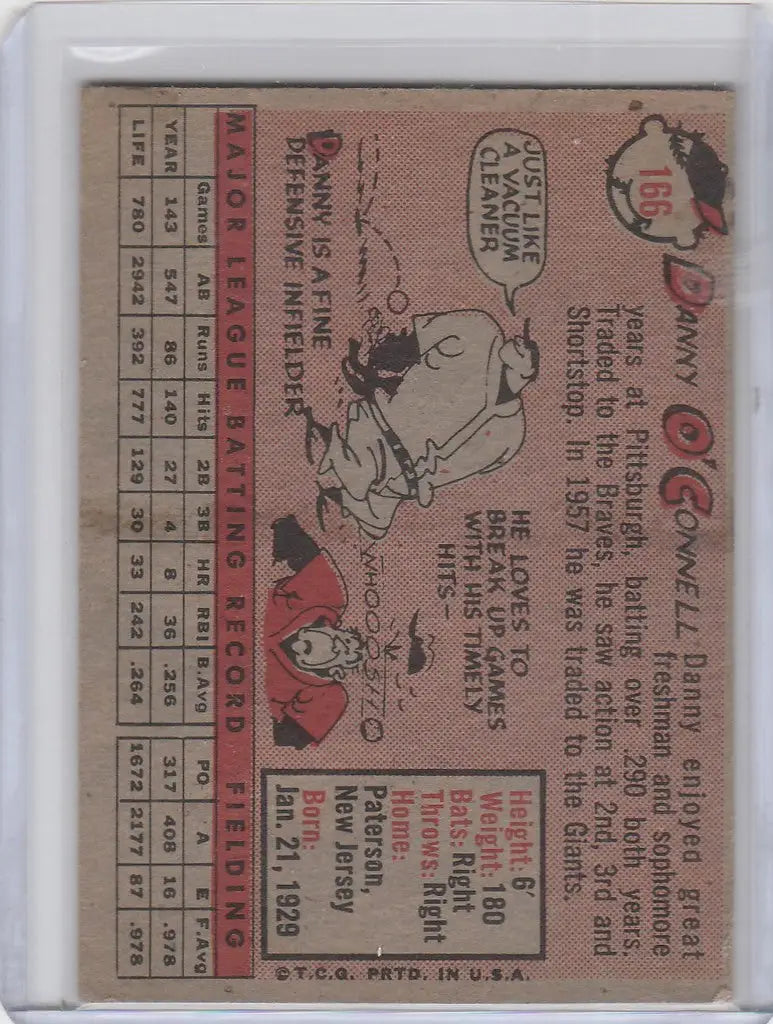 166
DANNY O'CONNELL
Danny enjoyed great
freshman and sophomore
years at Pittsburgh, batting over .290 both years.
Traded to the Braves, he saw action at 2nd, 3rd and
Shortstop. In 1957 he was traded to the Giants.
JUST LIKE
A VACUUM
CLEANER
DANNY IS A FINE
DEFENSIVE INFIELDER
HE LOVES TO
BREAK UP GAMES
WITH HIS TIMELY
HITS—
Height: 6'
Weight: 180
Bats: Right
Throws: Right
Home:
Paterson,
New Jersey
Born:
Jan. 21, 1929
MAJOR LEAGUE BATTING RECORD FIELDING
Games AB Runs Hits 2B 3B HR RBI B.Avg PO A E F.Avg
YEAR 143 547 86 140 27 4 8 36 .256 317 408 16 .978
LIFE 780 2942 392 777 129 30 33 242 .264 1672 2177 87 .978
©T.C.G. PRTD. IN U.S.A.